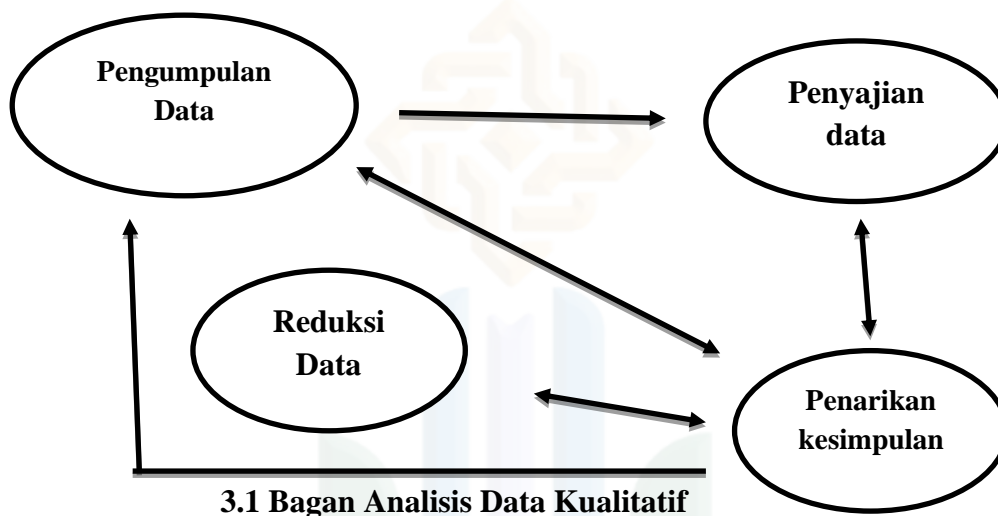 Pengumpulan
Data
Penyajian
data
Reduksi
Data
Penarikan
kesimpulan
3.1 Bagan Analisis Data Kualitatif